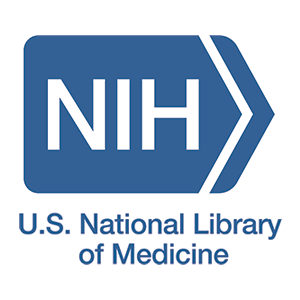 NIH
U.S. National Library
of Medicine